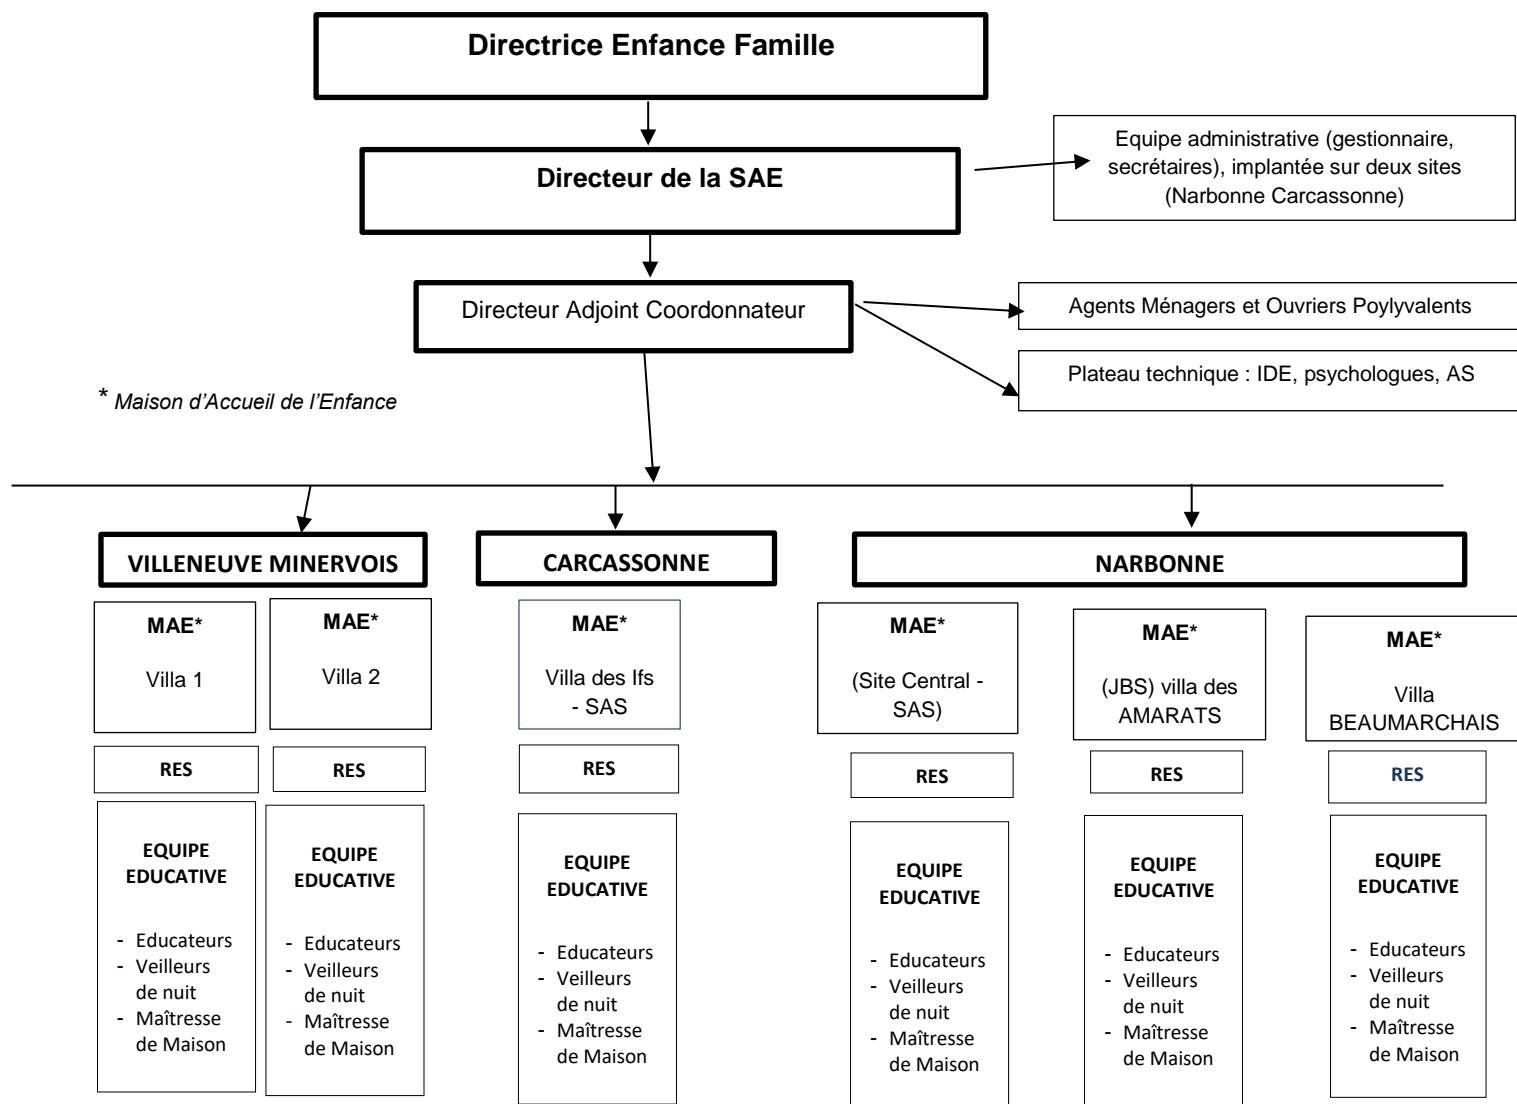 Directrice Enfance Famille
Directeur de la SAE
Equipe administrative (gestionnaire,
secrétaires), implantée sur deux sites
(Narbonne Carcassonne)
Directeur Adjoint Coordonnateur
Agents Ménagers et Ouvriers Poylyvalents
Plateau technique : IDE, psychologues, AS
* Maison d’Accueil de l’Enfance
VILLENEUVE MINERVOIS
CARCASSONNE
NARBONNE
MAE*
Villa 1
RES
EQUIPE
EDUCATIVE
- Educateurs
- Veilleurs
de nuit
- Maîtresse
de Maison
MAE*
Villa 2
RES
EQUIPE
EDUCATIVE
- Educateurs
- Veilleurs
de nuit
- Maîtresse
de Maison
MAE*
Villa des Ifs
- SAS
RES
EQUIPE
EDUCATIVE
- Educateurs
- Veilleurs
de nuit
- Maîtresse
de Maison
MAE*
(Site Central -
SAS)
RES
EQUIPE
EDUCATIVE
- Educateurs
- Veilleurs
de nuit
- Maîtresse
de Maison
MAE*
(JBS) villa des
AMARATS
RES
EQUIPE
EDUCATIVE
- Educateurs
- Veilleurs
de nuit
- Maîtresse
de Maison
MAE*
Villa
BEAUMARCHAIS
RES
EQUIPE
EDUCATIVE
- Educateurs
- Veilleurs
de nuit
- Maîtresse
de Maison